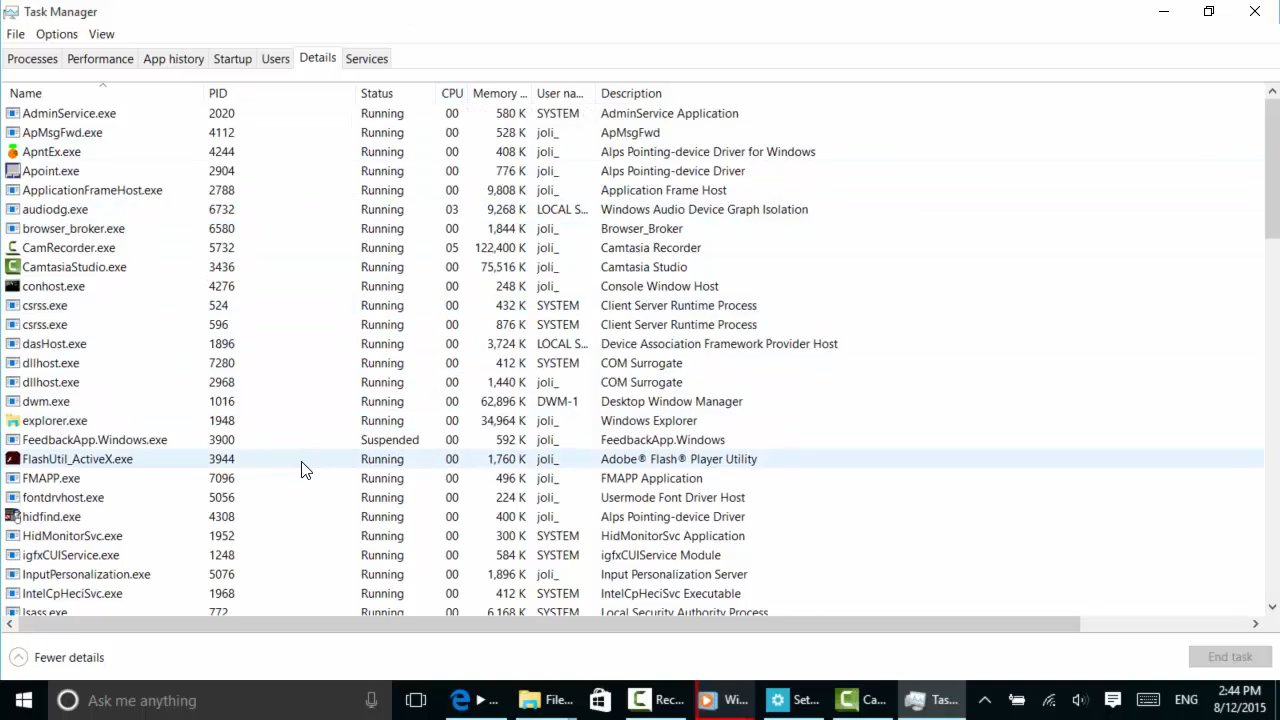 Task Manager
File Options View
Processes Performance App history Startup Users Details Services
Name PID Status CPU Memory ... User na... Description
AdminService.exe 2020 Running 00 580 K SYSTEM AdminService Application
ApMsgFwd.exe 4112 Running 00 528 K joli_ ApMsgFwd
ApntEx.exe 4244 Running 00 408 K joli_ Alps Pointing-device Driver for Windows
Apoint.exe 2904 Running 00 776 K joli_ Alps Pointing-device Driver
ApplicationFrameHost.exe 2788 Running 00 9,808 K joli_ Application Frame Host
audiodg.exe 6732 Running 03 9,268 K LOCAL S... Windows Audio Device Graph Isolation
browser_broker.exe 6580 Running 00 1,844 K joli_ Browser_Broker
CamRecorder.exe 5732 Running 05 122,400 K joli_ Camtasia Recorder
CamtasiaStudio.exe 3436 Running 00 75,516 K joli_ Camtasia Studio
conhost.exe 4276 Running 00 248 K joli_ Console Window Host
csrss.exe 524 Running 00 432 K SYSTEM Client Server Runtime Process
csrss.exe 596 Running 00 876 K SYSTEM Client Server Runtime Process
dasHost.exe 1896 Running 00 3,724 K LOCAL S... Device Association Framework Provider Host
dllhost.exe 7280 Running 00 412 K SYSTEM COM Surrogate
dllhost.exe 2968 Running 00 1,440 K joli_ COM Surrogate
dwm.exe 1016 Running 00 62,896 K DWM-1 Desktop Window Manager
explorer.exe 1948 Running 00 34,964 K joli_ Windows Explorer
FeedbackApp.Windows.exe 3900 Suspended 00 592 K joli_ FeedbackApp.Windows
FlashUtil_ActiveX.exe 3944 Running 00 1,760 K joli_ Adobe® Flash® Player Utility
FMAPP.exe 7096 Running 00 496 K joli_ FMAPP Application
fontdrvhost.exe 5056 Running 00 224 K joli_ Usermode Font Driver Host
hidfind.exe 4308 Running 00 400 K joli_ Alps Pointing-device Driver
HidMonitorSvc.exe 1952 Running 00 300 K SYSTEM HidMonitorSvc Application
igfxCUIService.exe 1248 Running 00 584 K SYSTEM igfxCUIService Module
InputPersonalization.exe 5076 Running 00 1,896 K joli_ Input Personalization Server
IntelCpHeciSvc.exe 1968 Running 00 412 K SYSTEM IntelCpHeciSvc Executable
lsass.exe 772 Running 00 6,168 K SYSTEM Local Security Authority Process
Fewer details End task
Ask me anything File... Rec... Wi... Set... Ca... Tas... ENG 2:44 PM
8/12/2015